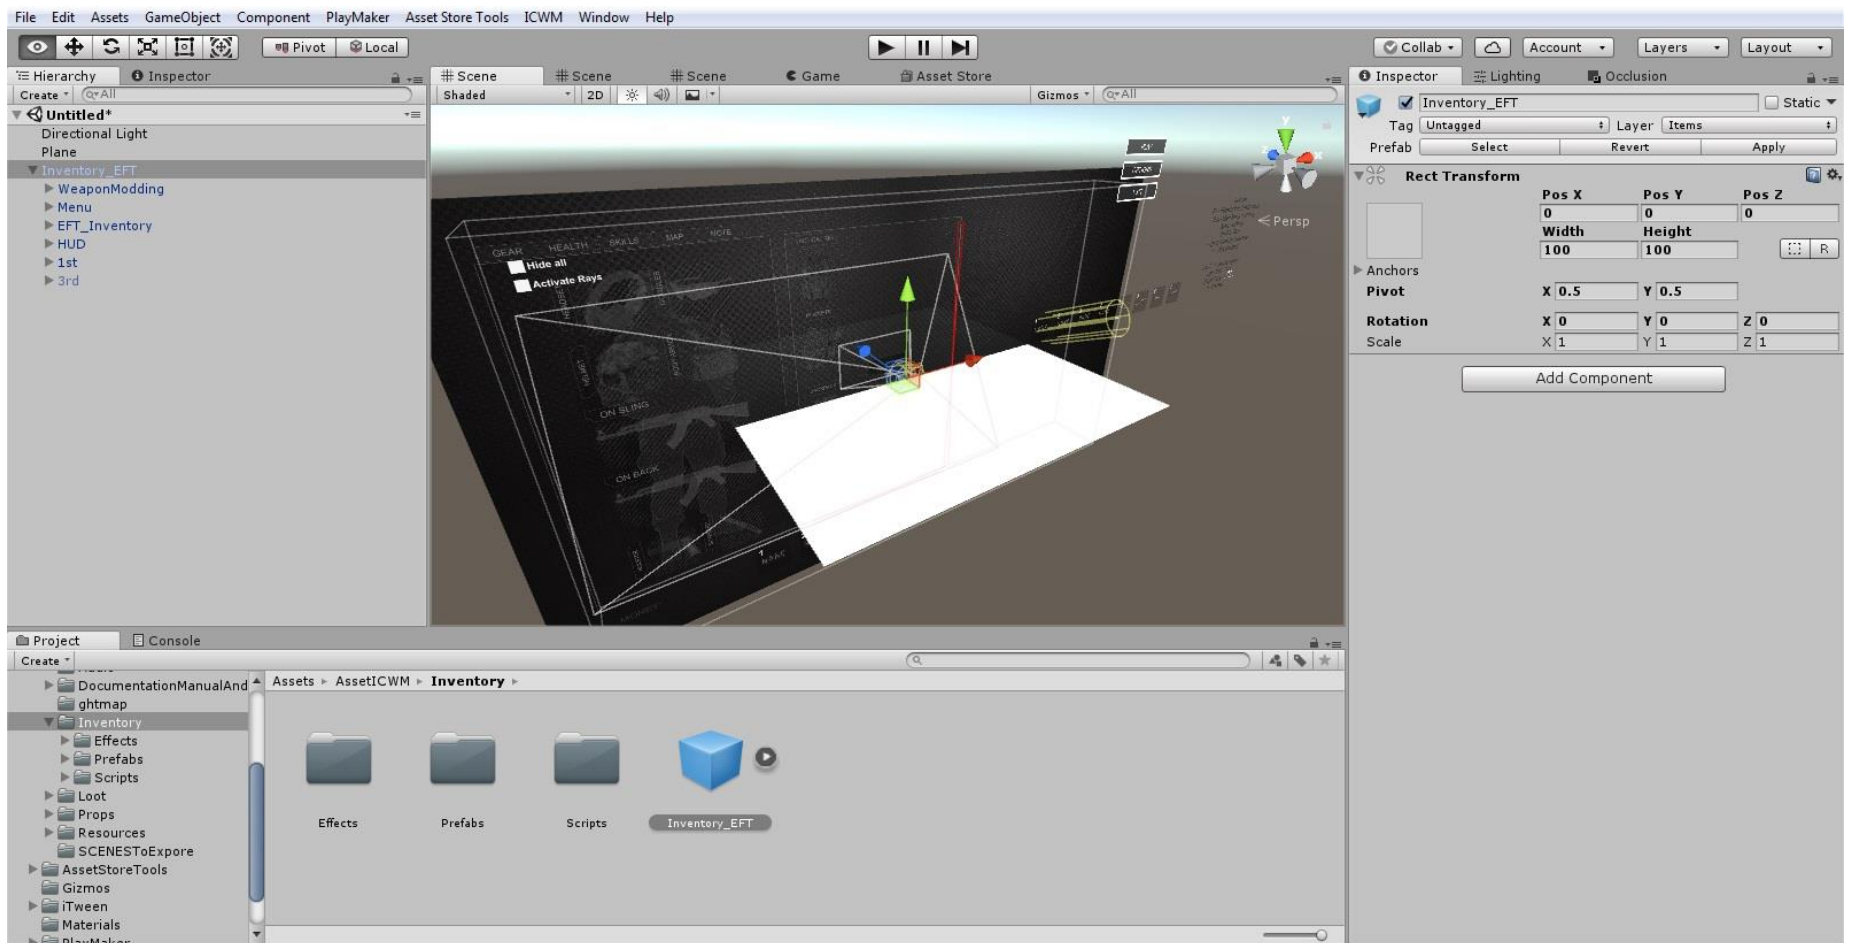 File Edit Assets GameObject Component PlayMaker Asset Store Tools ICWM Window Help
Pivot Local
Collab Account Layers Layout
Hierarchy Inspector
Create All
Untitled*
Directional Light
Plane
Inventory_EFT
WeaponModding
Menu
EFT_Inventory
HUD
1st
3rd
Scene Scene Scene Game Asset Store
Shaded 2D Gizmos All
y
x
z
Persp
GEAR HEALTH SKILLS MAP NOTE
Hide all
Activate Rays
ON SLING
ON BACK
Inspector Lighting Occlusion
Inventory_EFT Static
Tag Untagged Layer Items
Prefab Select Revert Apply
Rect Transform
Pos X Pos Y Pos Z
0 0 0
Width Height
100 100 R
Anchors
Pivot X 0.5 Y 0.5
Rotation X 0 Y 0 Z 0
Scale X 1 Y 1 Z 1
Add Component
Project Console
Create
DocumentationManualAnd
ghtmap
Inventory
Effects
Prefabs
Scripts
Loot
Props
Resources
SCENESToExpore
AssetStoreTools
Gizmos
iTween
Materials
PlayMaker
Assets AssetICWM Inventory
Effects Prefabs Scripts Inventory_EFT